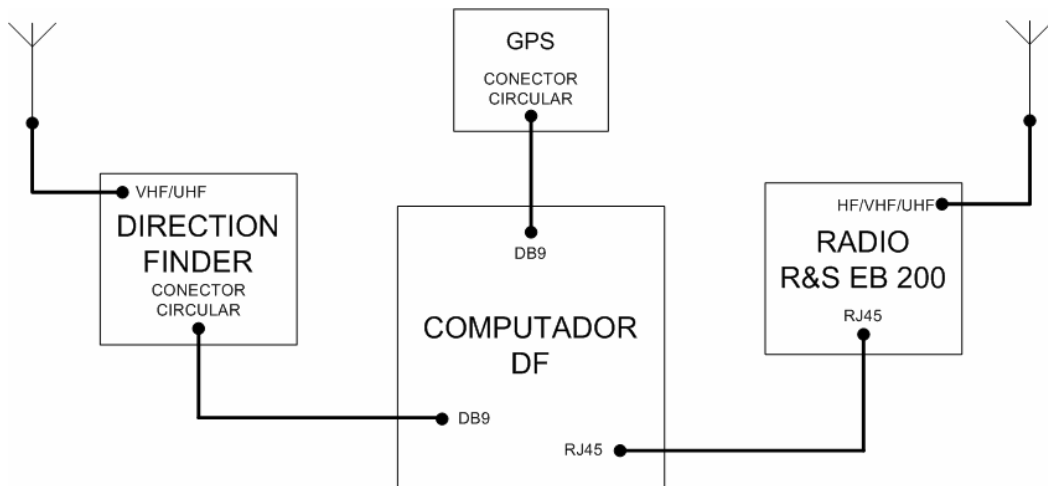 GPS
CONECTOR
CIRCULAR
VHF/UHF
DIRECTION
FINDER
CONECTOR
CIRCULAR
DB9
COMPUTADOR
DF
DB9
RJ45
HF/VHF/UHF
RADIO
R&S EB 200
RJ45